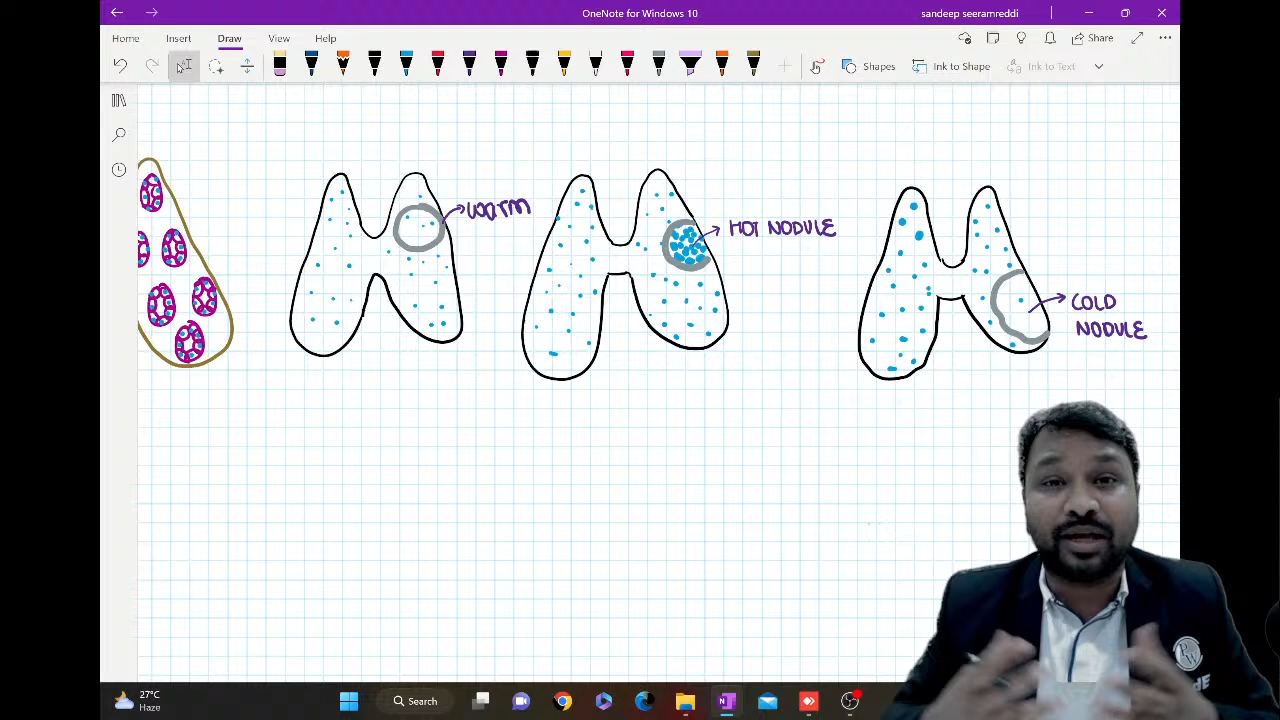 OneNote for Windows 10
sandeep seeramreddi
Home Insert Draw View Help
Share
Shapes
Ink to Shape
Ink to Text
warm
HOT NODULE
COLD
NODULE
PW
27°C
Haze
Search